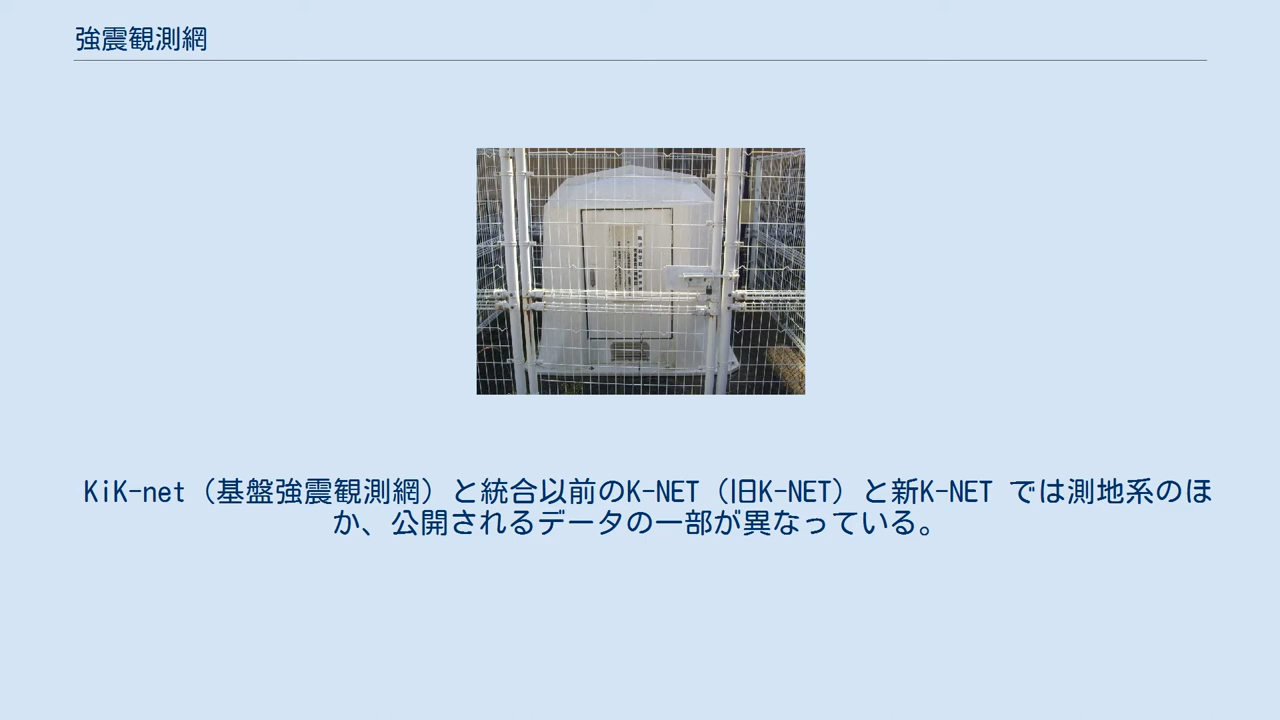 強震観測網
KiK-net（基盤強震観測網）と統合以前のK-NET（旧K-NET）と新K-NET では測地系のほ
か、公開されるデータの一部が異なっている。